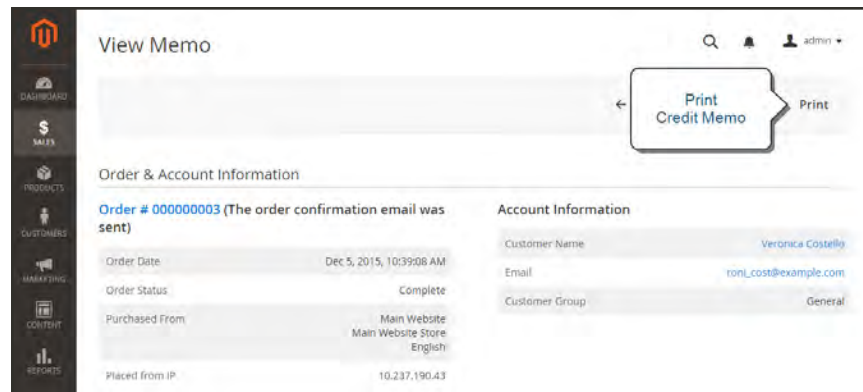 View Memo
admin
Print
Credit Memo
Print
DASHBOARD
$
SALES
PRODUCTS
CUSTOMERS
MARKETING
CONTENT
REPORTS
Order & Account Information
Order # 000000003 (The order confirmation email was
sent)
Order Date Dec 5, 2015, 10:39:08 AM
Order Status Complete
Purchased From Main Website
Main Website Store
English
Placed from IP 10.237.190.43
Account Information
Customer Name Veronica Costello
Email roni_cost@example.com
Customer Group General